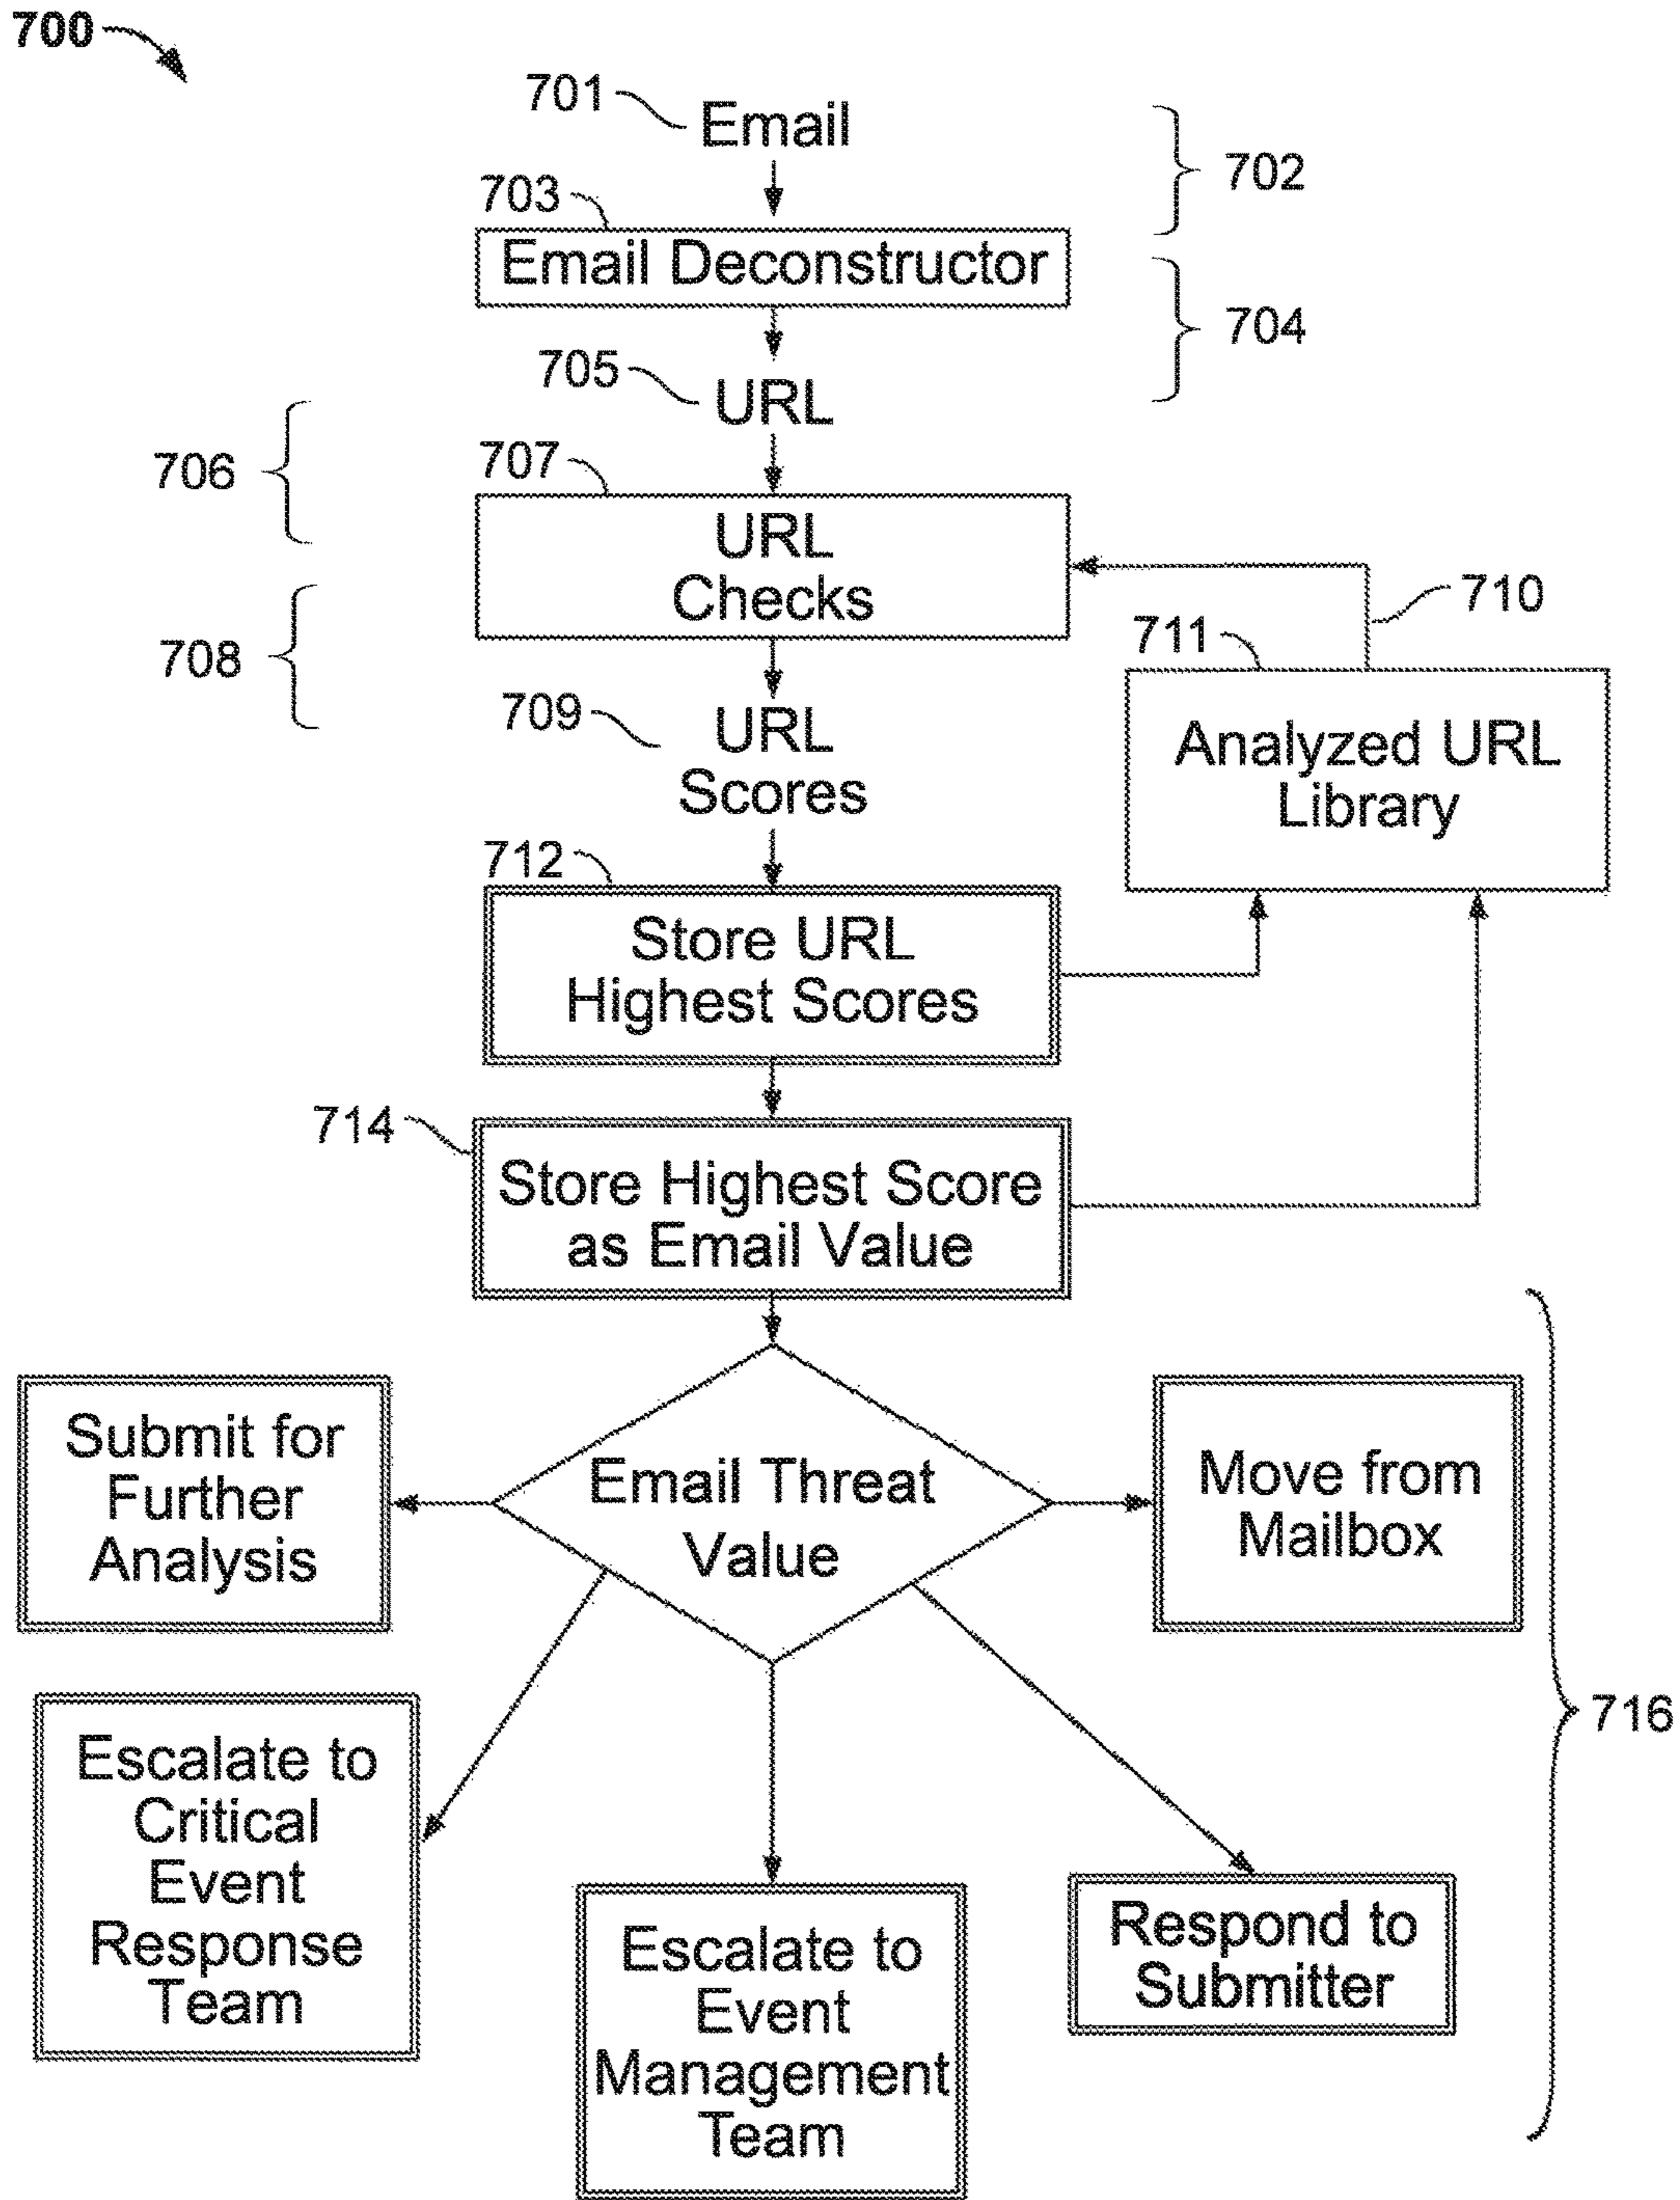 700
701
Email
702
703
Email Deconstructor
704
705
URL
706
707
URL
Checks
708
709
URL
Scores
710
711
Analyzed URL
Library
712
Store URL
Highest Scores
714
Store Highest Score
as Email Value
Email Threat
Value
Submit for
Further
Analysis
Move from
Mailbox
716
Escalate to
Critical
Event
Response
Team
Escalate to
Event
Management
Team
Respond to
Submitter